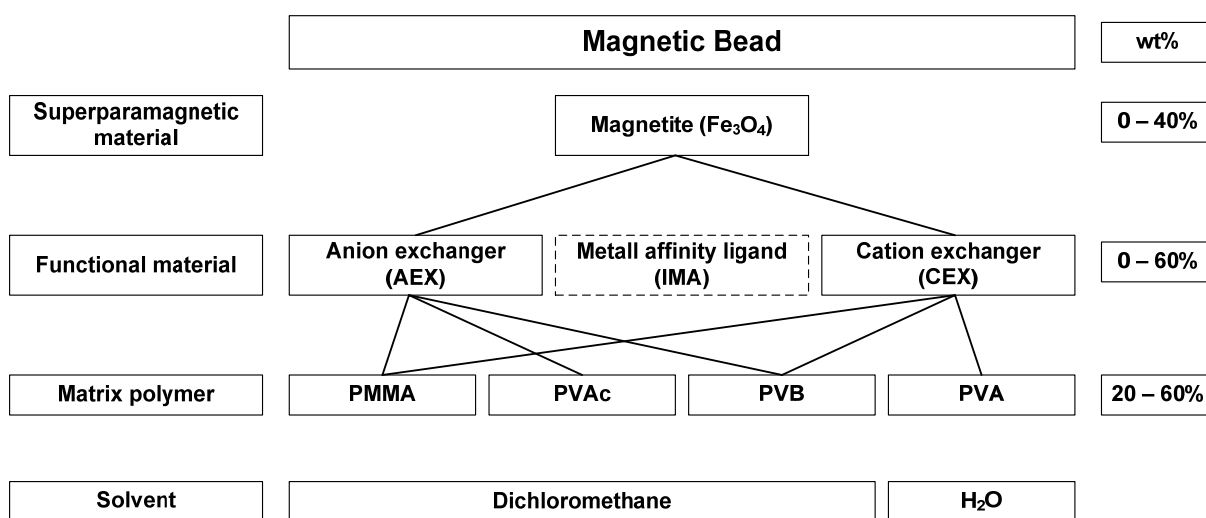 Magnetic Bead
wt%
Superparamagnetic
material
Magnetite (Fe₃O₄)
0 – 40%
Functional material
Anion exchanger
(AEX)
Metall affinity ligand
(IMA)
Cation exchanger
(CEX)
0 – 60%
Matrix polymer
PMMA
PVAc
PVB
PVA
20 – 60%
Solvent
Dichloromethane
H₂O